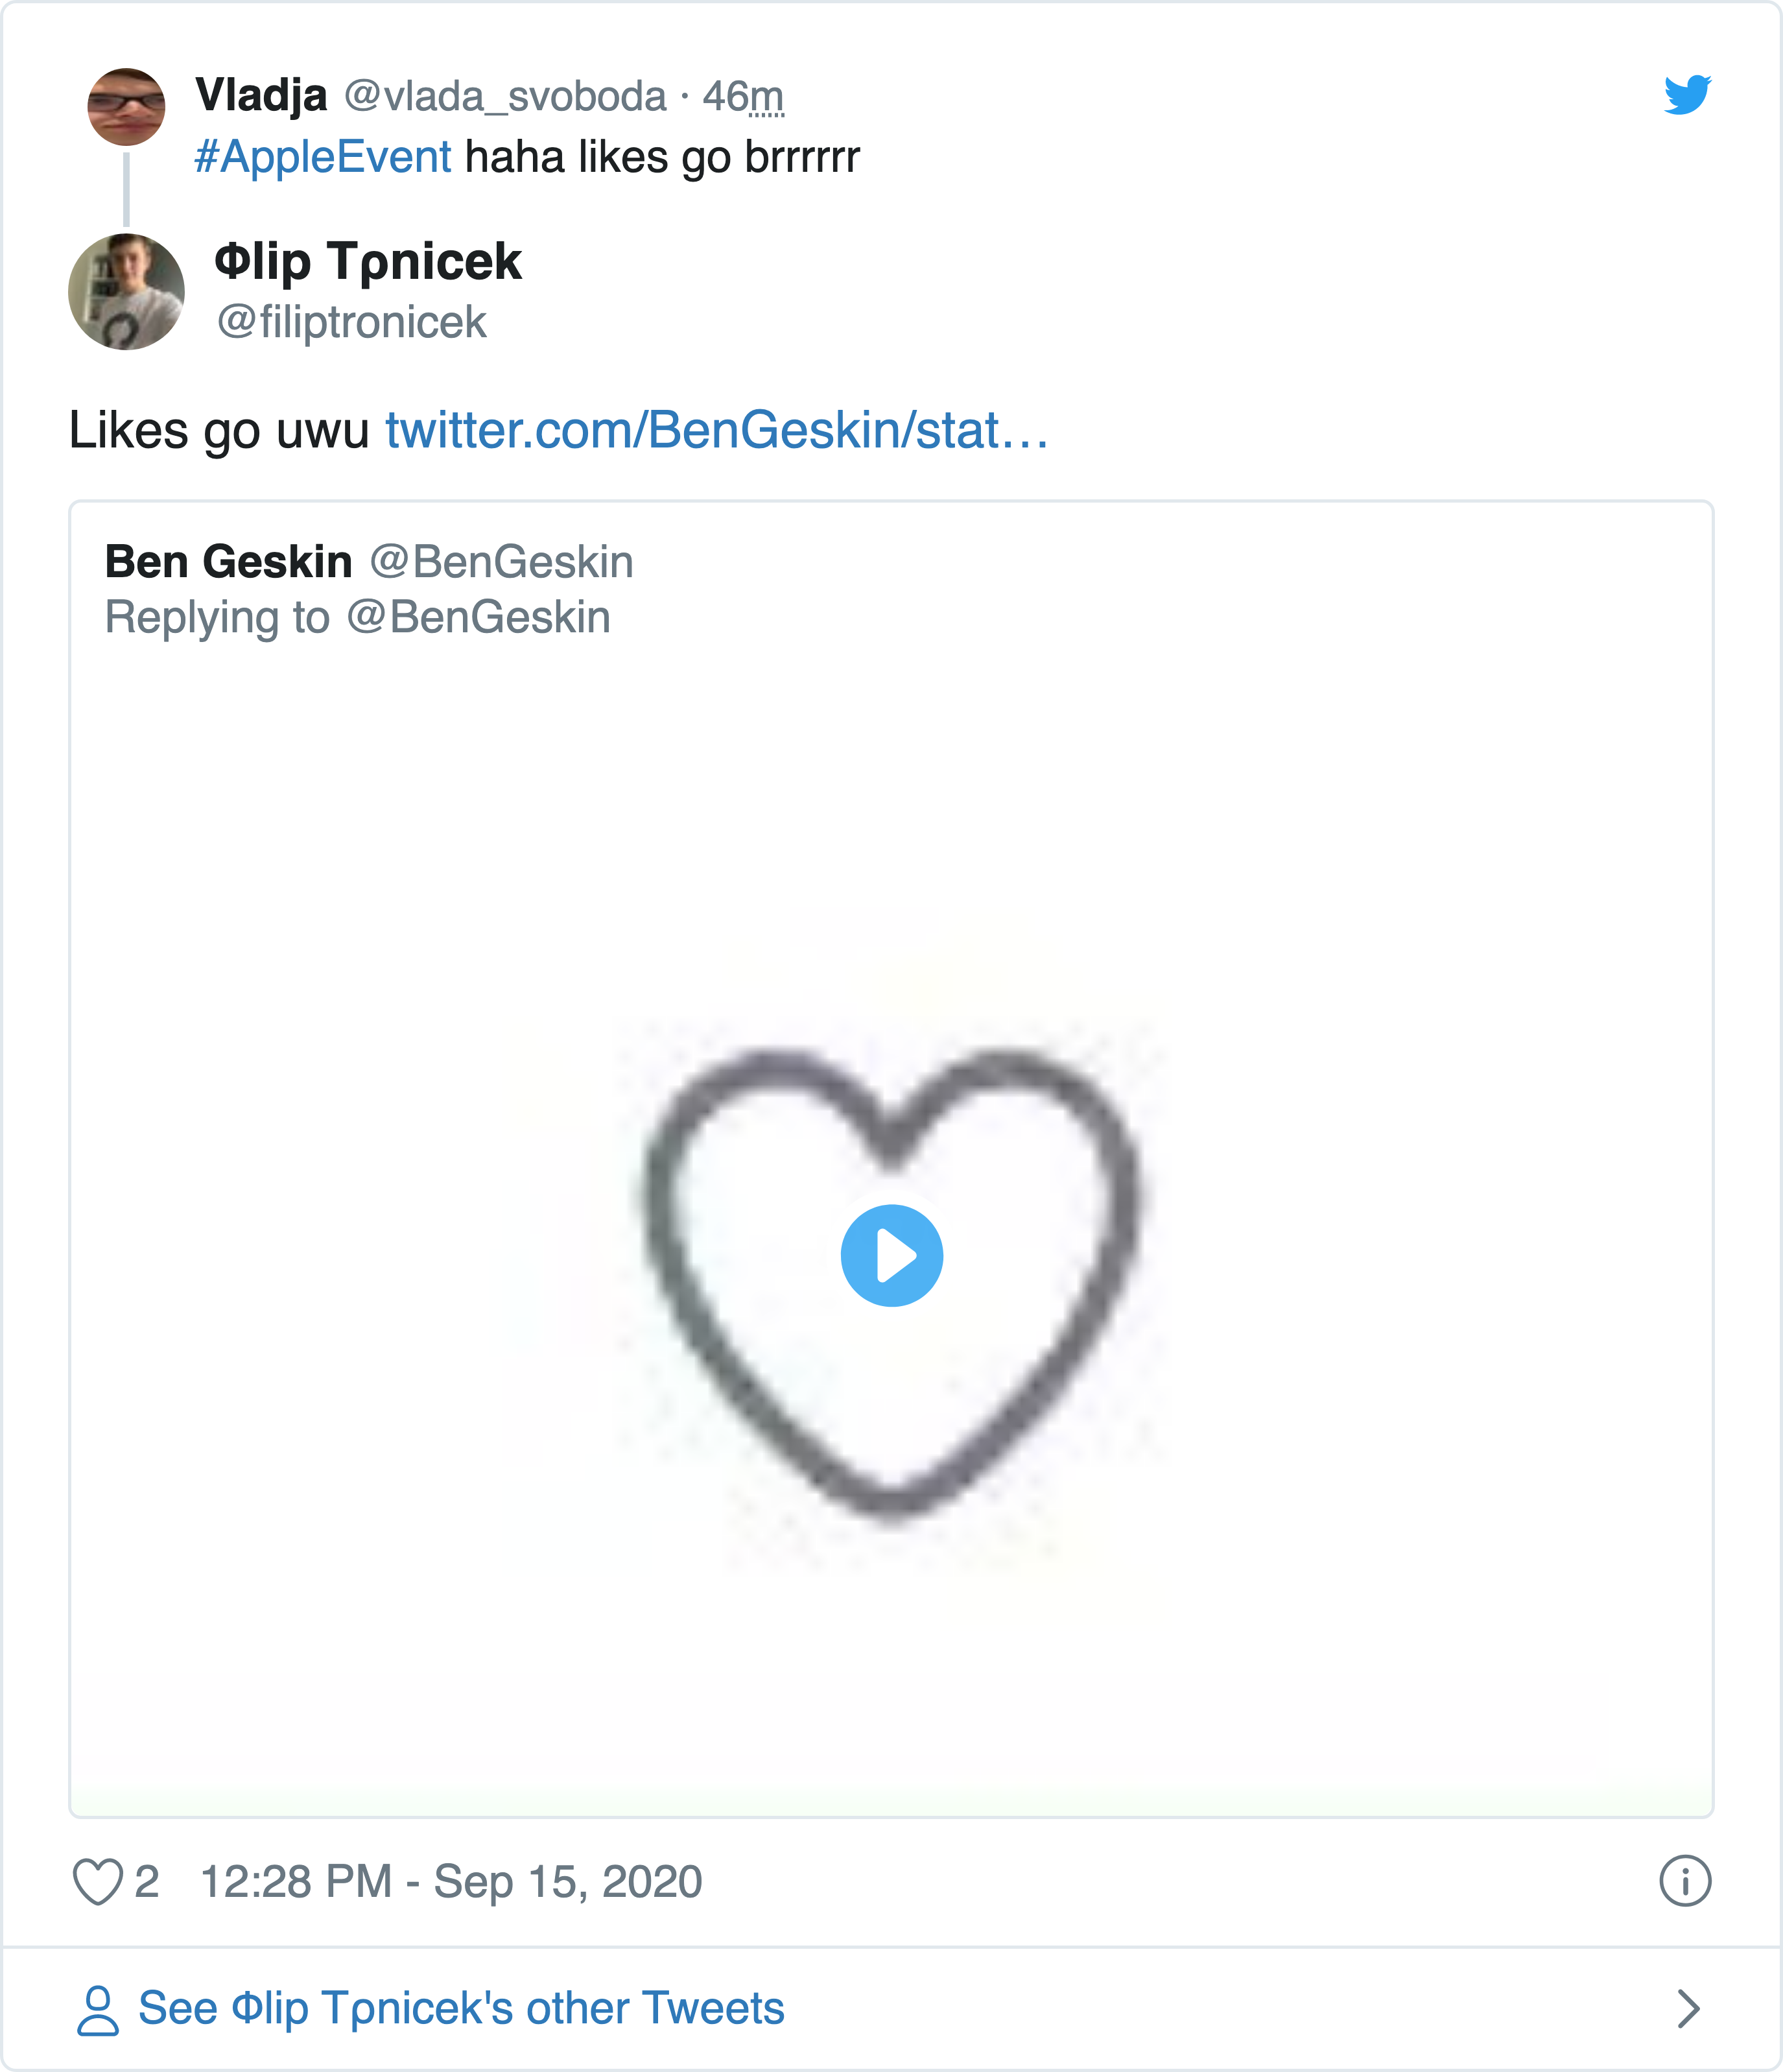 Vladja @vlada_svoboda · 46m
#AppleEvent haha likes go brrrrrr
Φlip Tρnicek
@filiptronicek
Likes go uwu twitter.com/BenGeskin/stat…
Ben Geskin @BenGeskin
Replying to @BenGeskin
2 12:28 PM - Sep 15, 2020
See Φlip Tρnicek's other Tweets